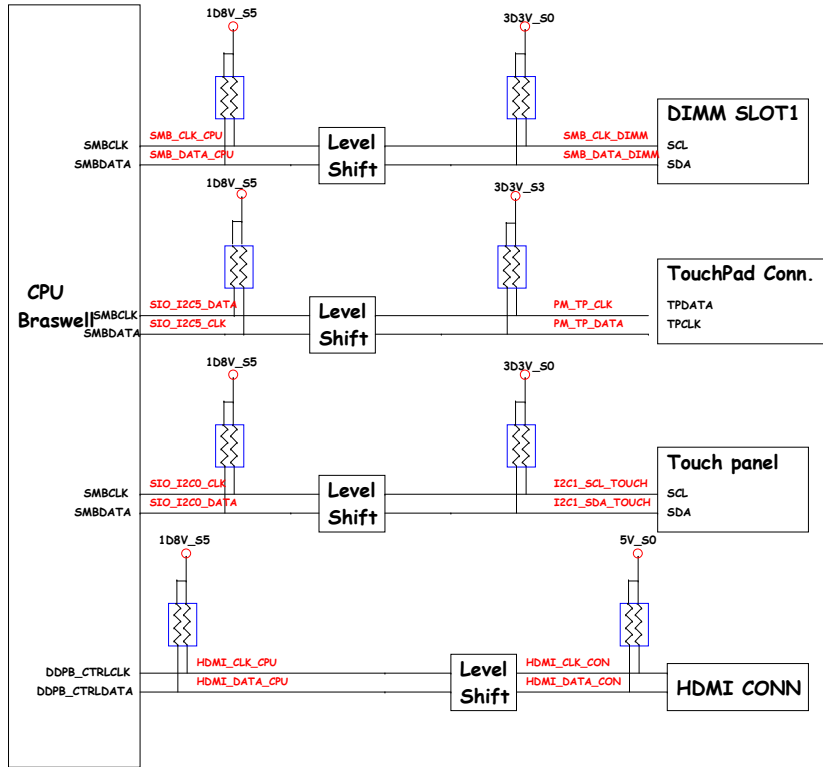 1D8V_S5
3D3V_S0
DIMM SLOT1
SMB_CLK_CPU
SMB_CLK_DIMM
SMBCLK
Level
Shift
SCL
SMB_DATA_CPU
SMB_DATA_DIMM
SMBDATA
SDA
1D8V_S5
3D3V_S3
CPU
Braswell
TouchPad Conn.
SIO_I2C5_DATA
PM_TP_CLK
TPDATA
SMBCLK
Level
Shift
SIO_I2C5_CLK
PM_TP_DATA
TPCLK
SMBDATA
1D8V_S5
3D3V_S0
Touch panel
SIO_I2C0_CLK
I2C1_SCL_TOUCH
SMBCLK
Level
Shift
SCL
SIO_I2C0_DATA
I2C1_SDA_TOUCH
SMBDATA
SDA
1D8V_S5
5V_S0
HDMI_CLK_CPU
HDMI_CLK_CON
DDPB_CTRLCLK
Level
Shift
HDMI_DATA_CPU
HDMI_DATA_CON
DDPB_CTRLDATA
HDMI CONN